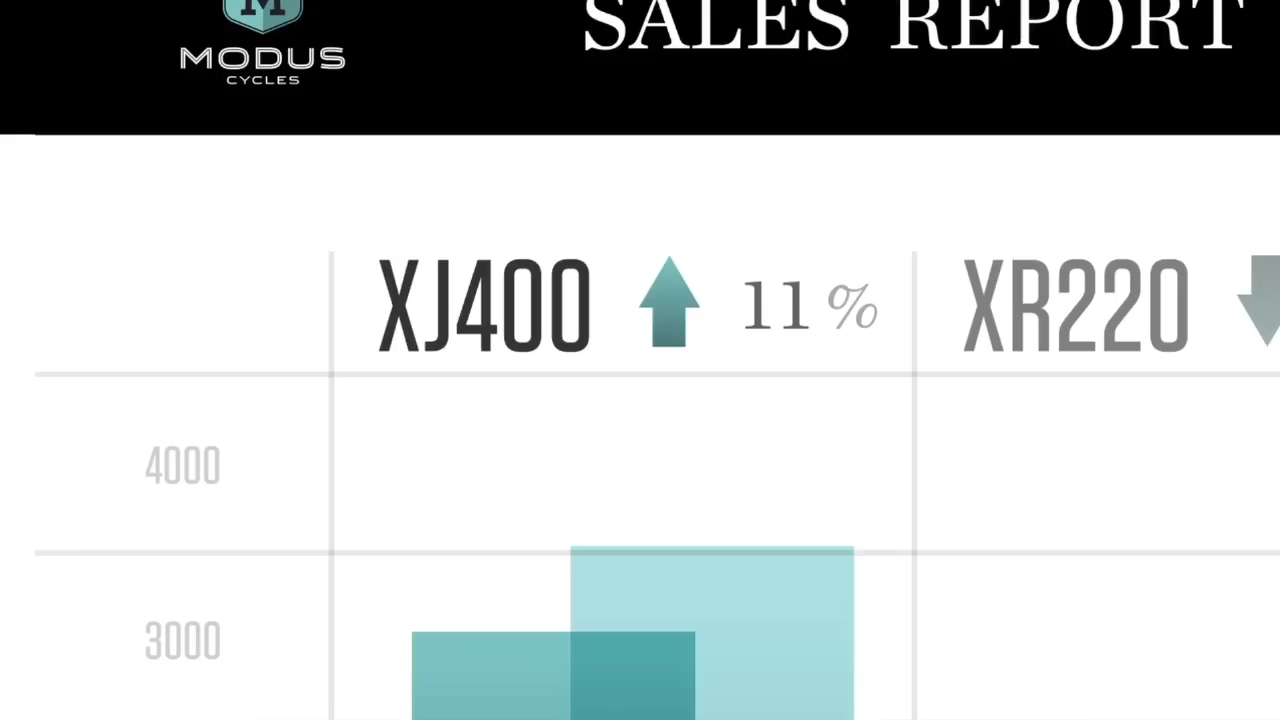 M
MODUS
CYCLES
SALES REPORT
XJ400 11%
XR220
4000
3000